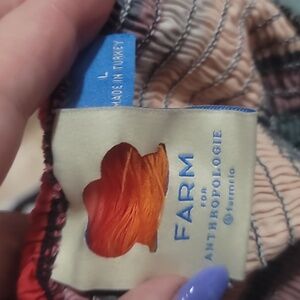 L
MADE IN TURKEY
FARM
FOR
ANTHROPOLOGIE
@farmrio